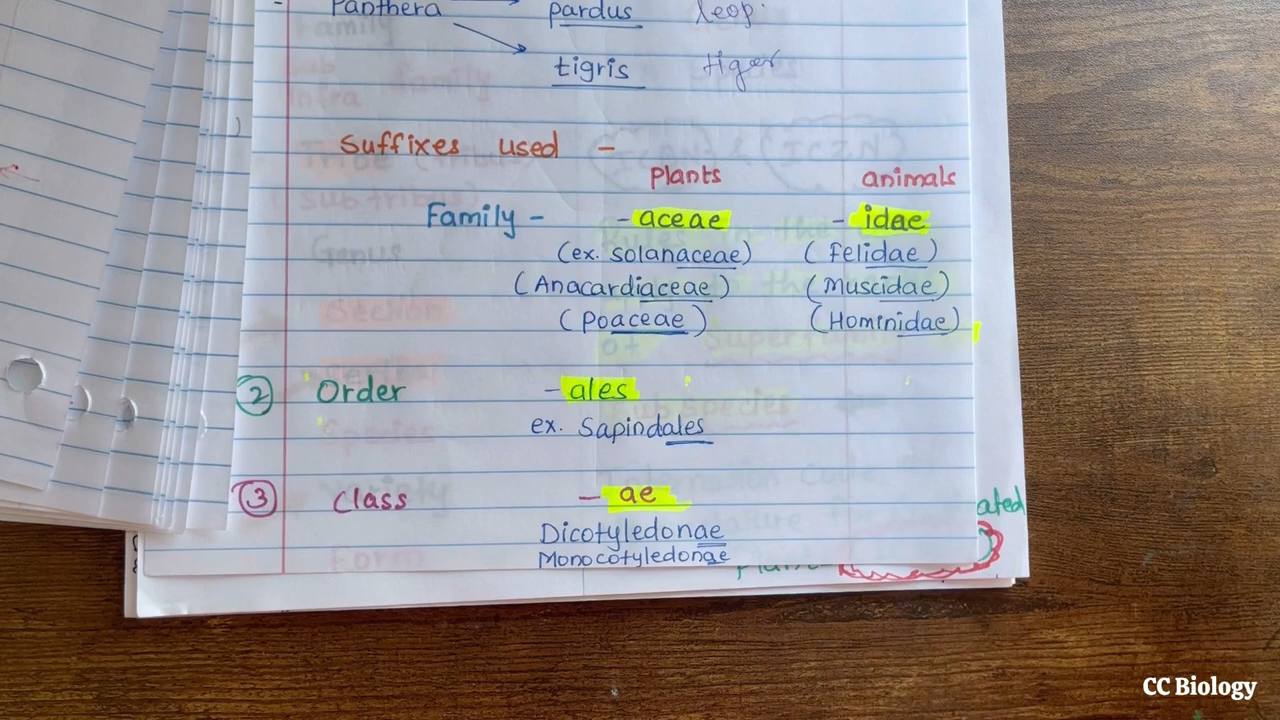 - Panthera pardus leop.
tigris tiger
Suffixes used -
Plants animals
Family - - aceae - idae
(ex. Solanaceae) ( Felidae )
( Anacardiaceae ) ( Muscidae )
( Poaceae ) ( Hominidae )
② Order - ales
ex. Sapindales
③ Class - ae
Dicotyledonae
Monocotyledonae
ated
CC Biology